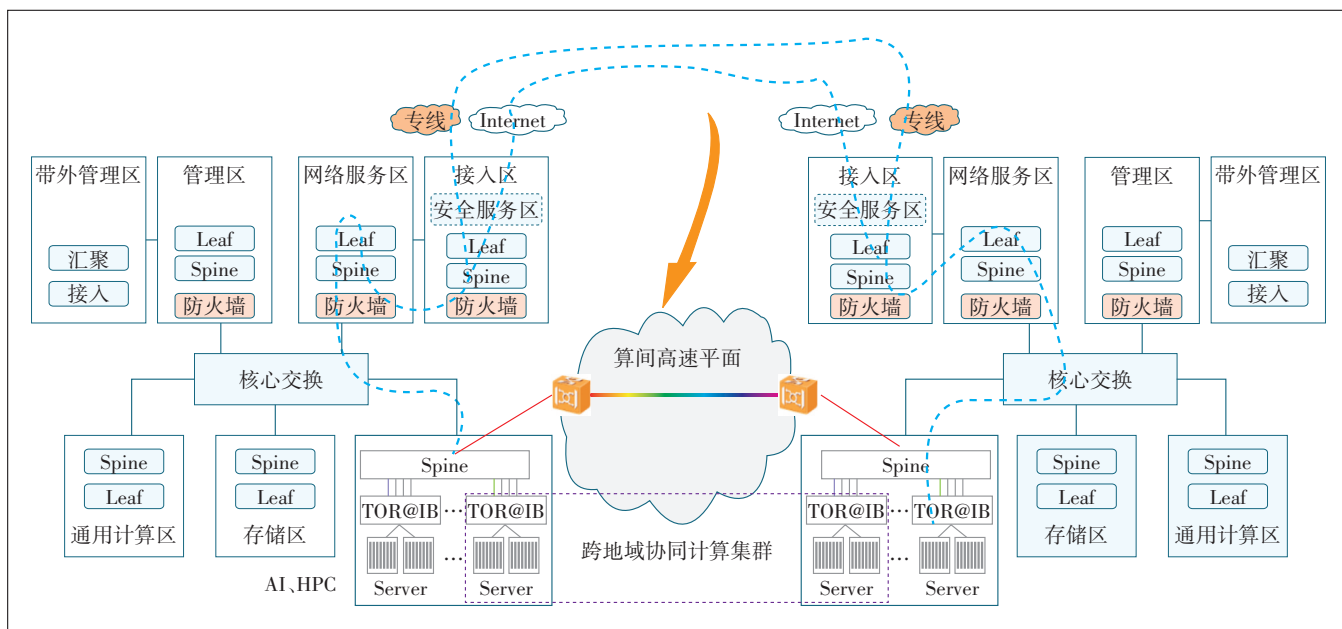 专线
Internet
Internet
专线
带外管理区
管理区
网络服务区
接入区
接入区
网络服务区
管理区
带外管理区
安全服务区
安全服务区
Leaf
Leaf
Leaf
Leaf
Leaf
Leaf
汇聚
Spine
Spine
Spine
Spine
Spine
Spine
汇聚
接入
防火墙
防火墙
防火墙
防火墙
防火墙
防火墙
接入
算间高速平面
核心交换
核心交换
Spine
Spine
Spine
Spine
Spine
Spine
Leaf
Leaf
TOR@IB
…
TOR@IB
TOR@IB
…
TOR@IB
Leaf
Leaf
通用计算区
存储区
…
跨地域协同计算集群
…
存储区
通用计算区
AI、HPC
Server
Server
Server
Server